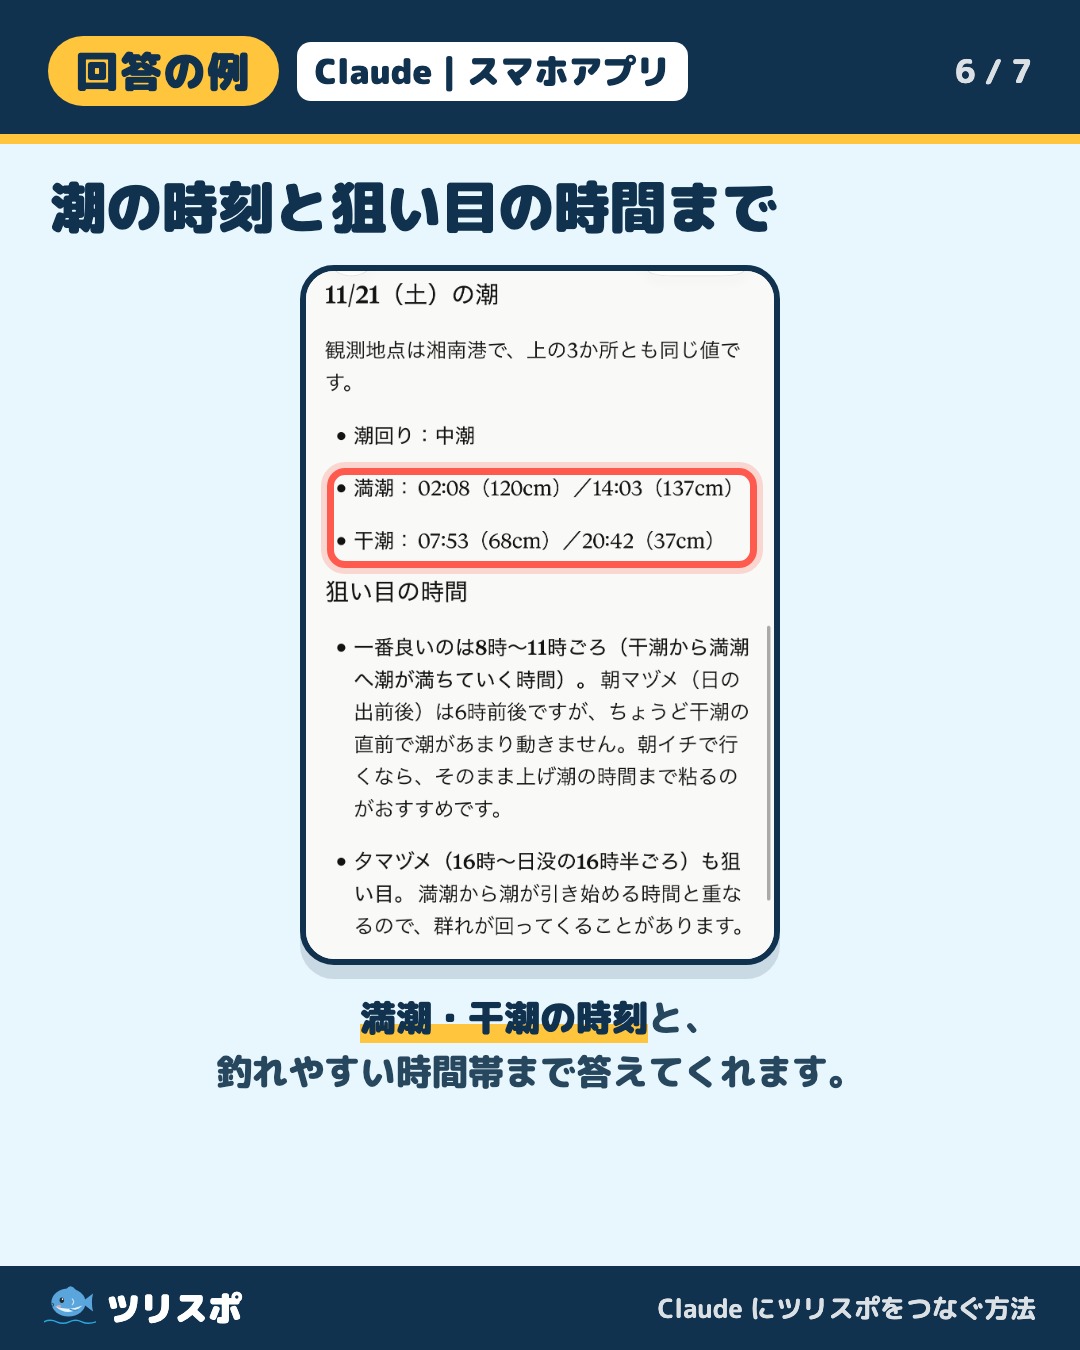 回答の例
Claude | スマホアプリ
6 / 7
潮の時刻と狙い目の時間まで
11/21（土）の潮
観測地点は湘南港で、上の3か所とも同じ値で
す。
• 潮回り：中潮
• 満潮：02:08（120cm）／14:03（137cm）
• 干潮：07:53（68cm）／20:42（37cm）
狙い目の時間
• 一番良いのは8時〜11時ごろ（干潮から満潮
へ潮が満ちていく時間）。朝マヅメ（日の
出前後）は6時前後ですが、ちょうど干潮の
直前で潮があまり動きません。朝イチで行
くなら、そのまま上げ潮の時間まで粘るの
がおすすめです。
• 夕マヅメ（16時〜日没の16時半ごろ）も狙
い目。満潮から潮が引き始める時間と重な
るので、群れが回ってくることがあります。
満潮・干潮の時刻と、
釣れやすい時間帯まで答えてくれます。
ツリスポ
Claude にツリスポをつなぐ方法